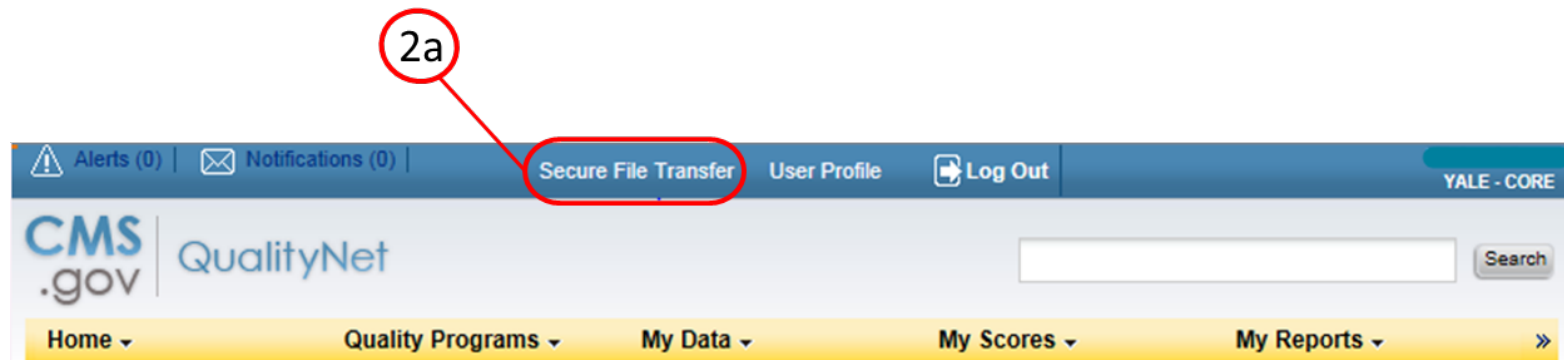 2a
Alerts (0) | Notifications (0) | Secure File Transfer User Profile Log Out
YALE - CORE
CMS
.gov
QualityNet
Search
Home Quality Programs My Data My Scores My Reports »